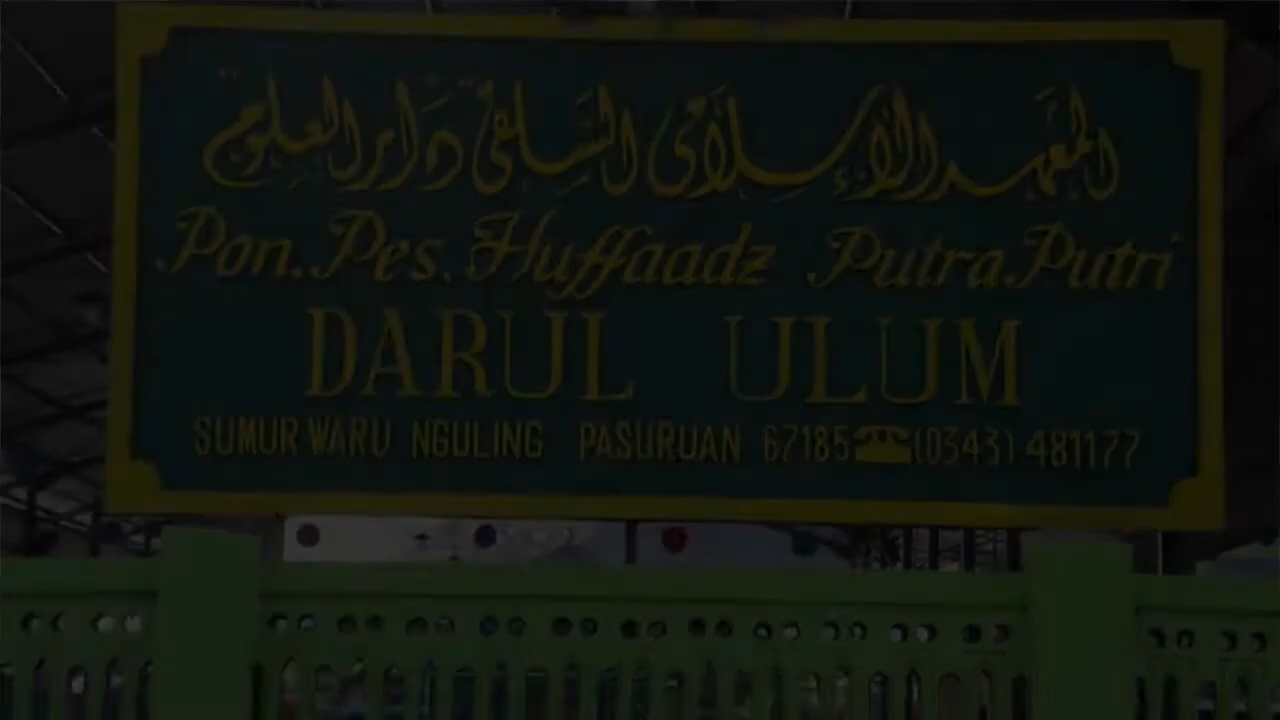 المعهد الإسلامي السلفي دار العلوم
Pon. Pes. Huffaadz Putra Putri
DARUL ULUM
SUMUR WARU NGULING PASURUAN 67185 ☎ (0343) 481177